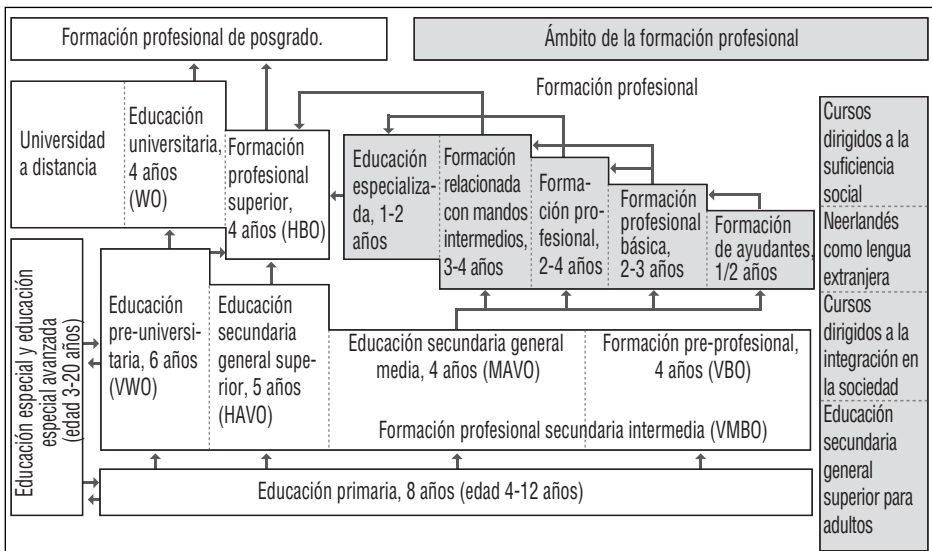 Formación profesional de posgrado.
Ámbito de la formación profesional
Formación profesional
Universidad
a distancia
Educación
universitaria,
4 años
(WO)
Formación
profesional
superior,
4 años (HBO)
Educación
especializa-
da, 1-2
años
Formación
relacionada
con mandos
intermedios,
3-4 años
Forma-
ción pro-
fesional,
2-4 años
Formación
profesional
básica,
2-3 años
Formación
de ayudantes,
1/2 años
Cursos
dirigidos a la
suficiencia
social
Neerlandés
como lengua
extranjera
Cursos
dirigidos a la
integración en
la sociedad
Educación
secundaria
general
superior para
adultos
Educación especial y educación
especial avanzada
(edad 3-20 años)
Educación
pre-universi-
taria, 6 años
(VWO)
Educación
secundaria
general supe-
rior, 5 años
(HAVO)
Educación secundaria general
media, 4 años (MAVO)
Formación pre-profesional,
4 años (VBO)
Formación profesional secundaria intermedia (VMBO)
Educación primaria, 8 años (edad 4-12 años)